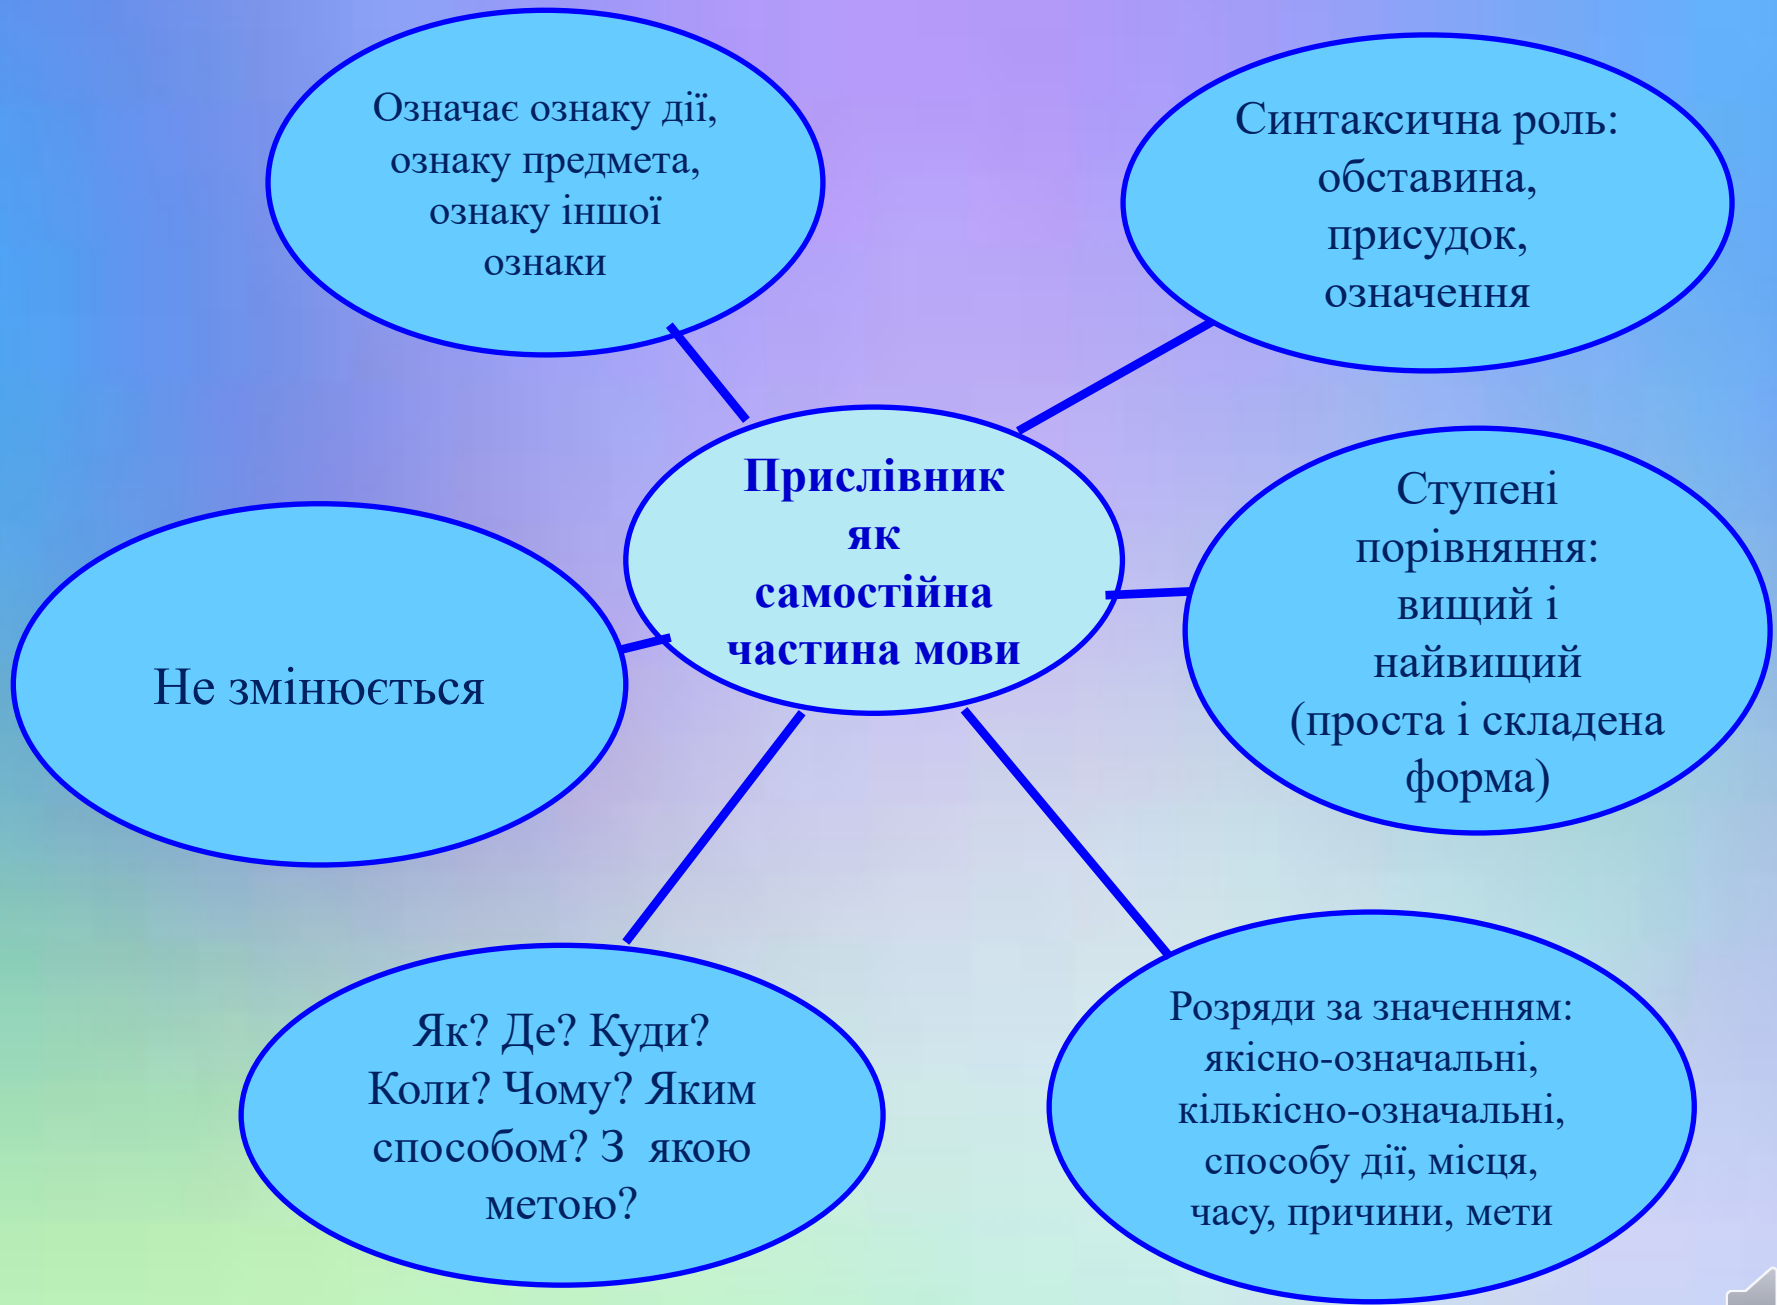 Означає ознаку дії,
ознаку предмета,
ознаку іншої
ознаки
Синтаксична роль:
обставина,
присудок,
означення
Прислівник
як
самостійна
частина мови
Ступені
порівняння:
вищий і
найвищий
(проста і складена
форма)
Не змінюється
Як? Де? Куди?
Коли? Чому? Яким
способом? З якою
метою?
Розряди за значенням:
якісно-означальні,
кількісно-означальні,
способу дії, місця,
часу, причини, мети